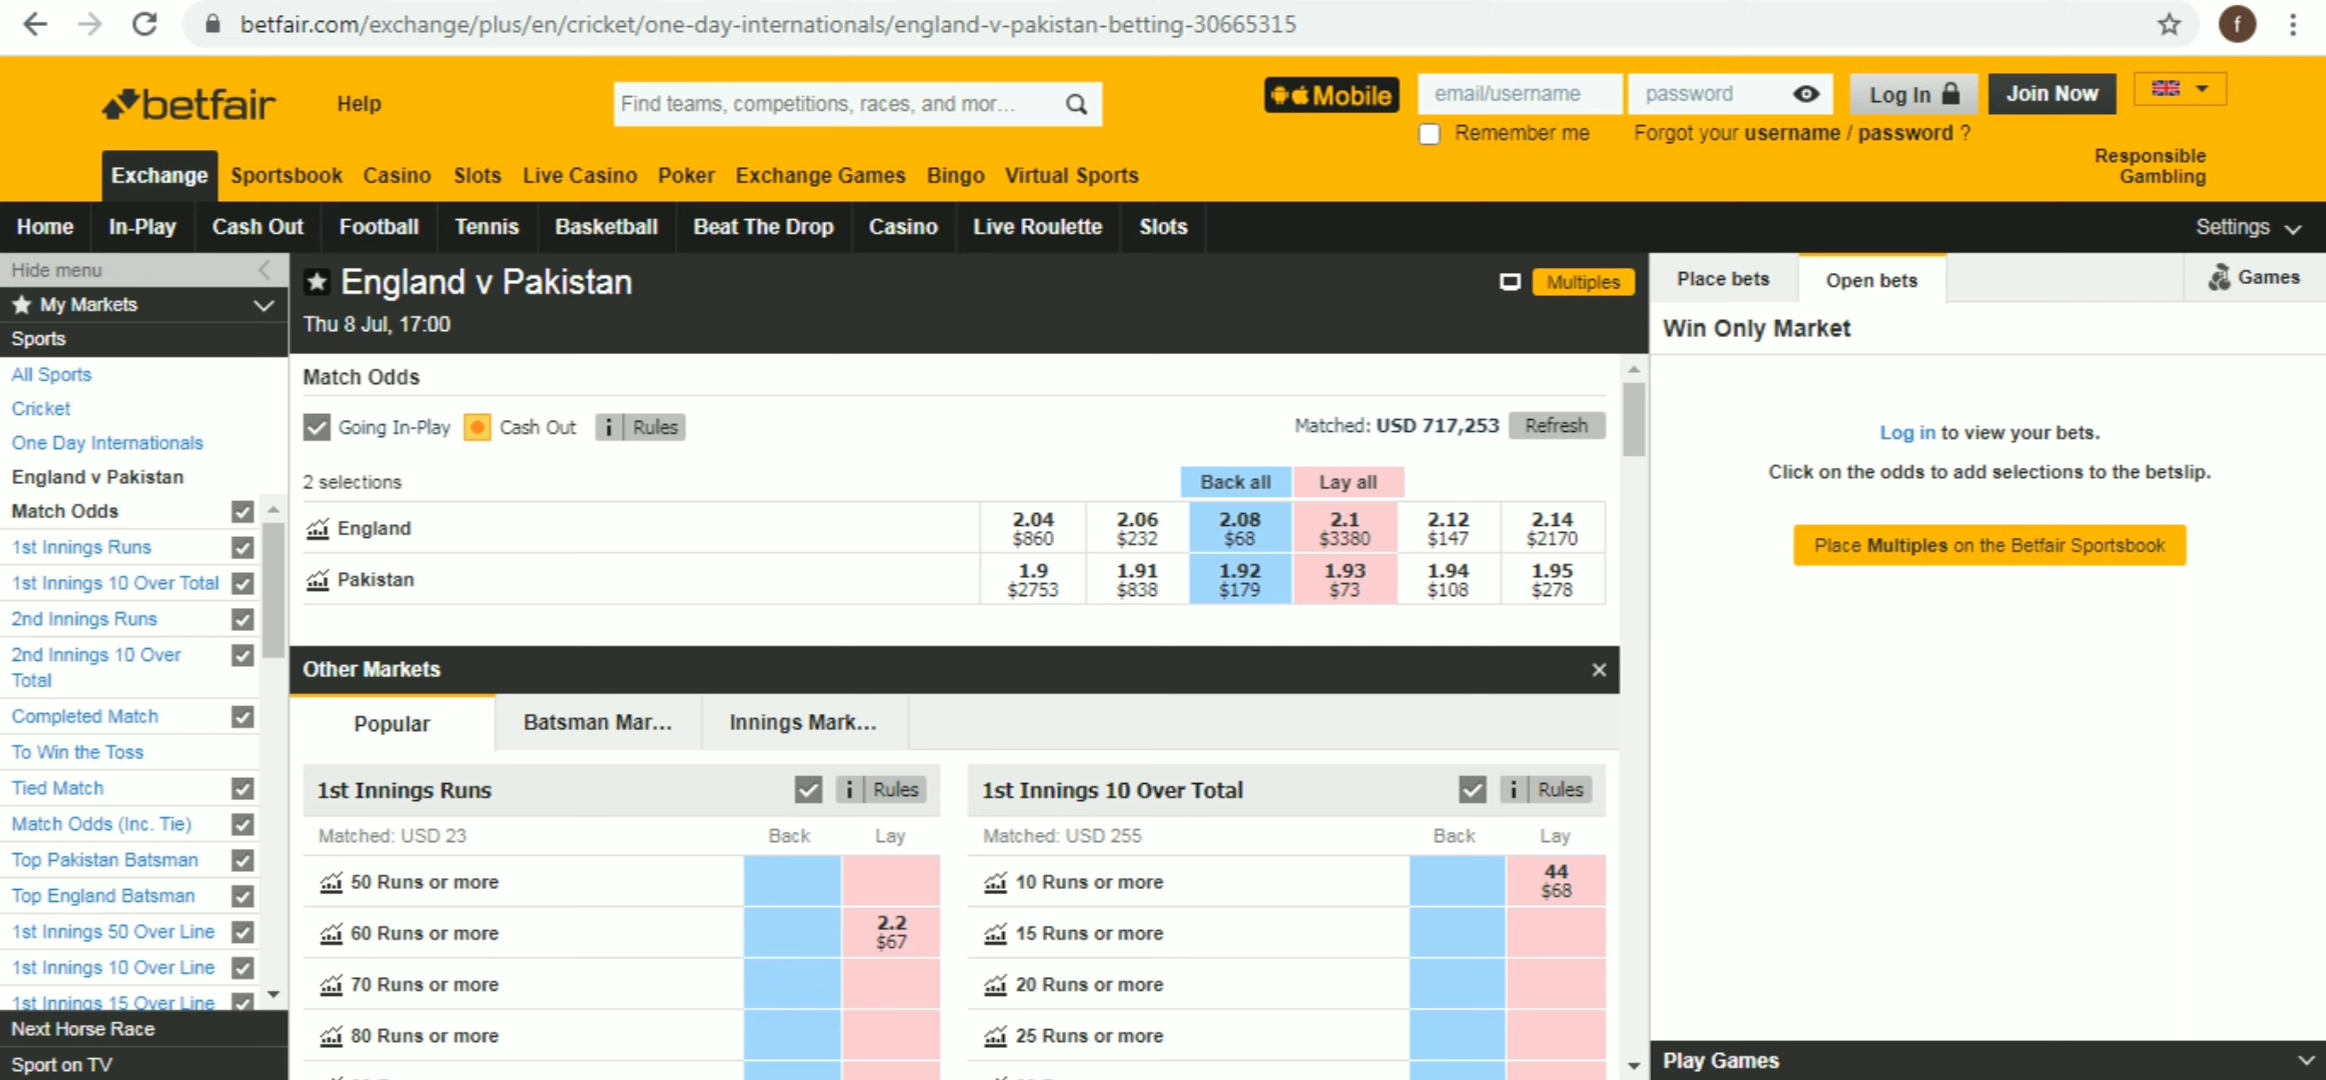 betfair.com/exchange/plus/en/cricket/one-day-internationals/england-v-pakistan-betting-30665315
f
betfair
Help
Find teams, competitions, races, and mor...
Mobile
email/username
password
Log In
Join Now
Remember me
Forgot your username / password ?
Responsible
Gambling
Exchange Sportsbook Casino Slots Live Casino Poker Exchange Games Bingo Virtual Sports
Home In-Play Cash Out Football Tennis Basketball Beat The Drop Casino Live Roulette Slots
Settings
Hide menu
My Markets
Sports
All Sports
Cricket
One Day Internationals
England v Pakistan
Match Odds
1st Innings Runs
1st Innings 10 Over Total
2nd Innings Runs
2nd Innings 10 Over
Total
Completed Match
To Win the Toss
Tied Match
Match Odds (Inc. Tie)
Top Pakistan Batsman
Top England Batsman
1st Innings 50 Over Line
1st Innings 10 Over Line
1st Innings 15 Over Line
Next Horse Race
Sport on TV
England v Pakistan
Multiples
Thu 8 Jul, 17:00
Match Odds
Going In-Play Cash Out i Rules
Matched: USD 717,253 Refresh
2 selections
Back all Lay all
England
2.04 2.06 2.08 2.1 2.12 2.14
$860 $232 $68 $3380 $147 $2170
Pakistan
1.9 1.91 1.92 1.93 1.94 1.95
$2753 $838 $179 $73 $108 $278
Other Markets
Popular Batsman Mar... Innings Mark...
1st Innings Runs i Rules
Matched: USD 23 Back Lay
50 Runs or more
60 Runs or more 2.2
$67
70 Runs or more
80 Runs or more
1st Innings 10 Over Total i Rules
Matched: USD 255 Back Lay
10 Runs or more 44
$68
15 Runs or more
20 Runs or more
25 Runs or more
Place bets Open bets Games
Win Only Market
Log in to view your bets.
Click on the odds to add selections to the betslip.
Place Multiples on the Betfair Sportsbook
Play Games